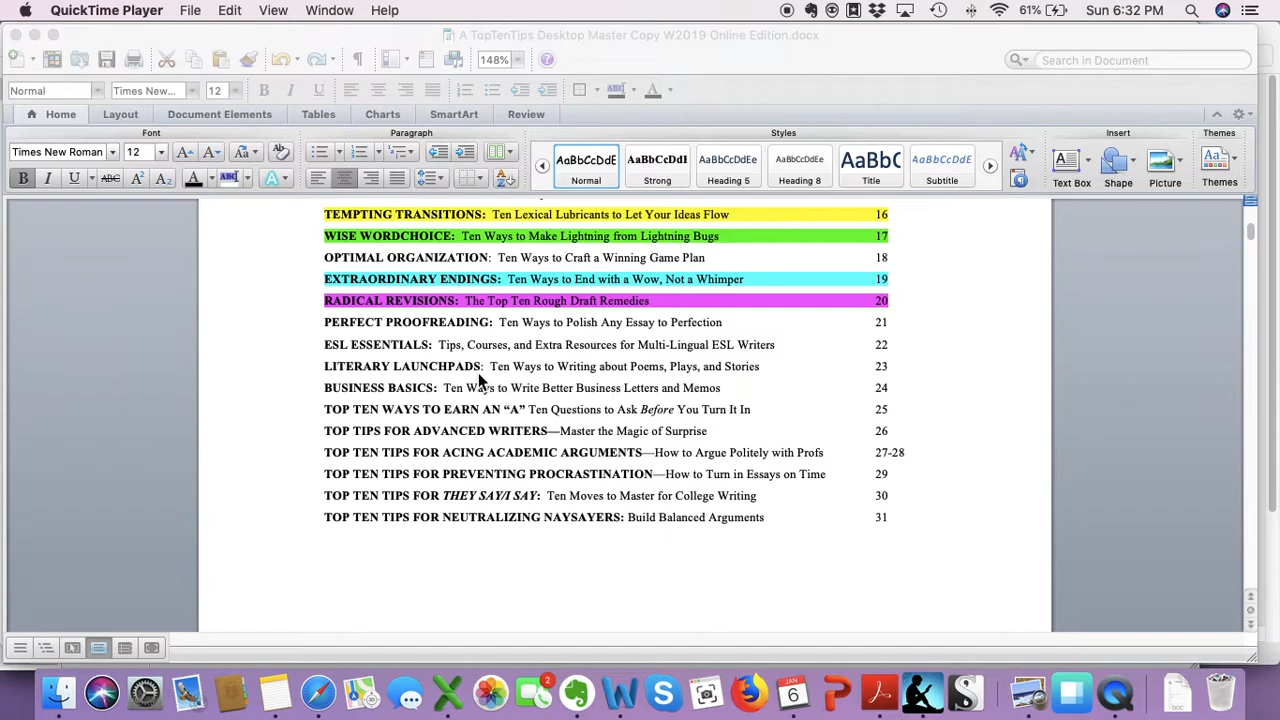 QuickTime Player File Edit View Window Help 61% Sun 6:32 PM
A TopTenTips Desktop Master Copy W2019 Online Edition.docx
148% Search in Document
Normal Times New... 12 B I U ABC A
Home Layout Document Elements Tables Charts SmartArt Review
Font Paragraph Styles Insert Themes
Times New Roman 12 A A Aa AaBbCcDdE AaBbCcDdI AaBbCcDdEe AaBbCcDdEe AaBbC AaBbCcDdE A Aa
B I U ABC A2 A2 A ABC A Normal Strong Heading 5 Heading 8 Title Subtitle Text Box Shape Picture Themes
TEMPTING TRANSITIONS: Ten Lexical Lubricants to Let Your Ideas Flow 16
WISE WORDCHOICE: Ten Ways to Make Lightning from Lightning Bugs 17
OPTIMAL ORGANIZATION: Ten Ways to Craft a Winning Game Plan 18
EXTRAORDINARY ENDINGS: Ten Ways to End with a Wow, Not a Whimper 19
RADICAL REVISIONS: The Top Ten Rough Draft Remedies 20
PERFECT PROOFREADING: Ten Ways to Polish Any Essay to Perfection 21
ESL ESSENTIALS: Tips, Courses, and Extra Resources for Multi-Lingual ESL Writers 22
LITERARY LAUNCHPADS: Ten Ways to Writing about Poems, Plays, and Stories 23
BUSINESS BASICS: Ten Ways to Write Better Business Letters and Memos 24
TOP TEN WAYS TO EARN AN “A” Ten Questions to Ask Before You Turn It In 25
TOP TIPS FOR ADVANCED WRITERS—Master the Magic of Surprise 26
TOP TEN TIPS FOR ACING ACADEMIC ARGUMENTS—How to Argue Politely with Profs 27-28
TOP TEN TIPS FOR PREVENTING PROCRASTINATION—How to Turn in Essays on Time 29
TOP TEN TIPS FOR THEY SAY/I SAY: Ten Moves to Master for College Writing 30
TOP TEN TIPS FOR NEUTRALIZING NAYSAYERS: Build Balanced Arguments 31
2
JAN
6
DOC